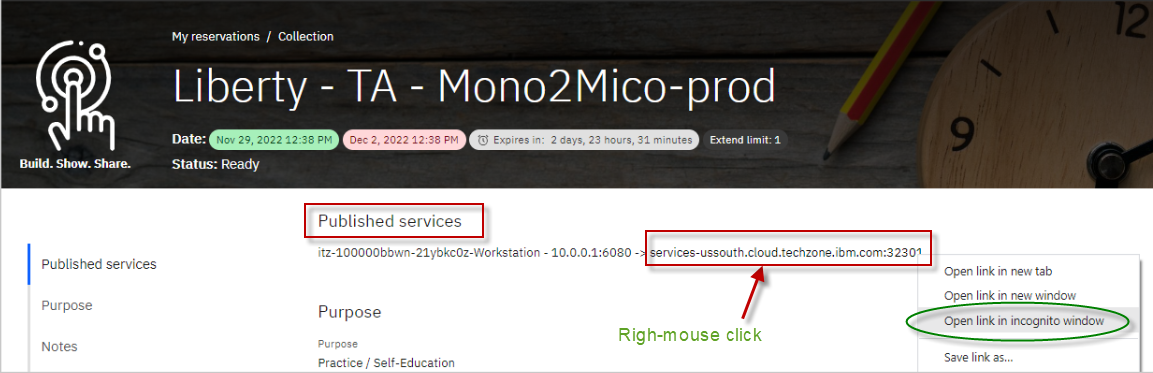 My reservations / Collection
Liberty - TA - Mono2Mico-prod
Build. Show. Share.
Date: Nov 29, 2022 12:38 PM Dec 2, 2022 12:38 PM Expires in: 2 days, 23 hours, 31 minutes Extend limit: 1
Status: Ready
12
9
Published services
itz-100000bbwn-21ybkc0z-Workstation - 10.0.0.1:6080 -> services-ussouth.cloud.techzone.ibm.com:32301
Published services
Purpose
Notes
Purpose
Purpose
Practice / Self-Education
Righ-mouse click
Open link in new tab
Open link in new window
Open link in incognito window
Save link as...